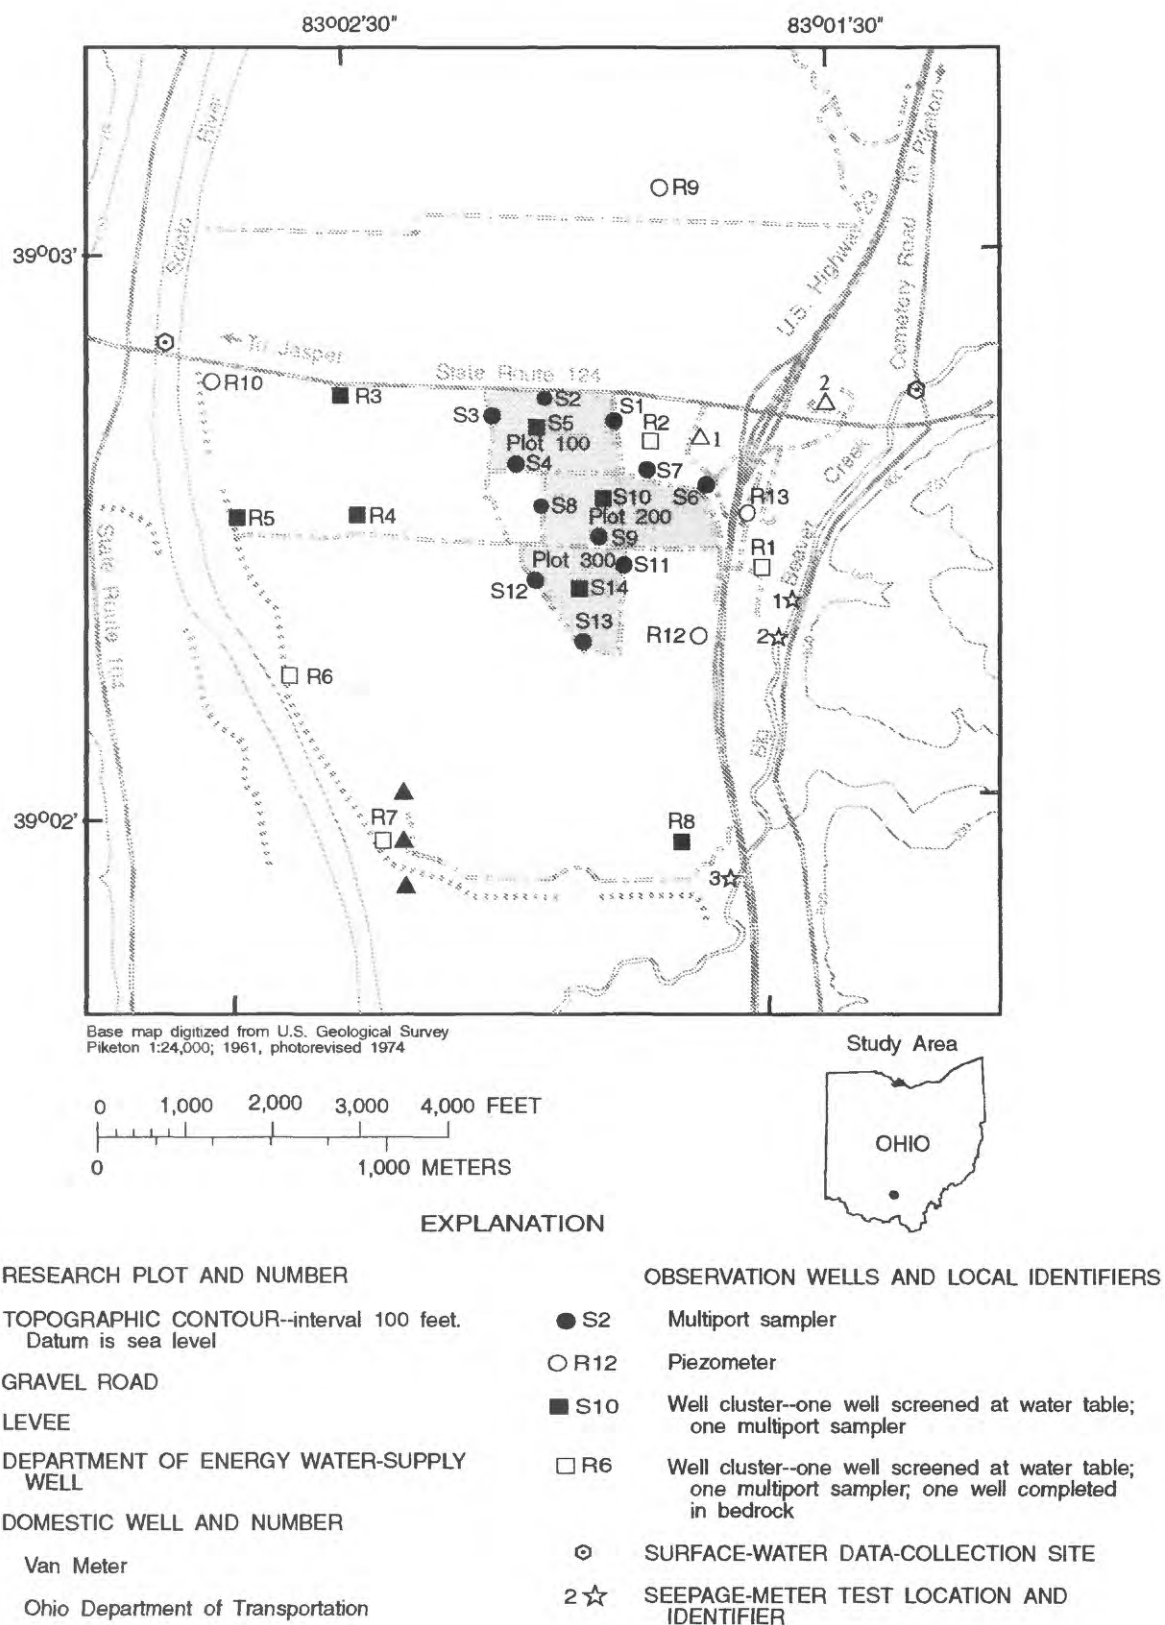 83°02'30"
83°01'30"
River
Scioto
R9
39°03'
U.S. Highway 23
Cemetery Road
To Piketon
To Jasper
State Route 124
R10
R3
S2
S3
S5
S1
R2
1
2
Plot 100
S4
S7
S6
R13
Creek
Beaver
S8
S10
Plot 200
S9
R5
R4
Plot 300
S11
R1
S12
S14
1
2
S13
R12
State Route 104
R6
39°02'
R7
R8
3
Base map digitized from U.S. Geological Survey
Piketon 1:24,000; 1961, photorevised 1974
Study Area
OHIO
0 1,000 2,000 3,000 4,000 FEET
0 1,000 METERS
EXPLANATION
RESEARCH PLOT AND NUMBER
TOPOGRAPHIC CONTOUR--interval 100 feet.
Datum is sea level
GRAVEL ROAD
LEVEE
DEPARTMENT OF ENERGY WATER-SUPPLY
WELL
DOMESTIC WELL AND NUMBER
Van Meter
Ohio Department of Transportation
OBSERVATION WELLS AND LOCAL IDENTIFIERS
S2 Multiport sampler
R12 Piezometer
S10 Well cluster--one well screened at water table;
one multiport sampler
R6 Well cluster--one well screened at water table;
one multiport sampler; one well completed
in bedrock
SURFACE-WATER DATA-COLLECTION SITE
2 SEEPAGE-METER TEST LOCATION AND
IDENTIFIER